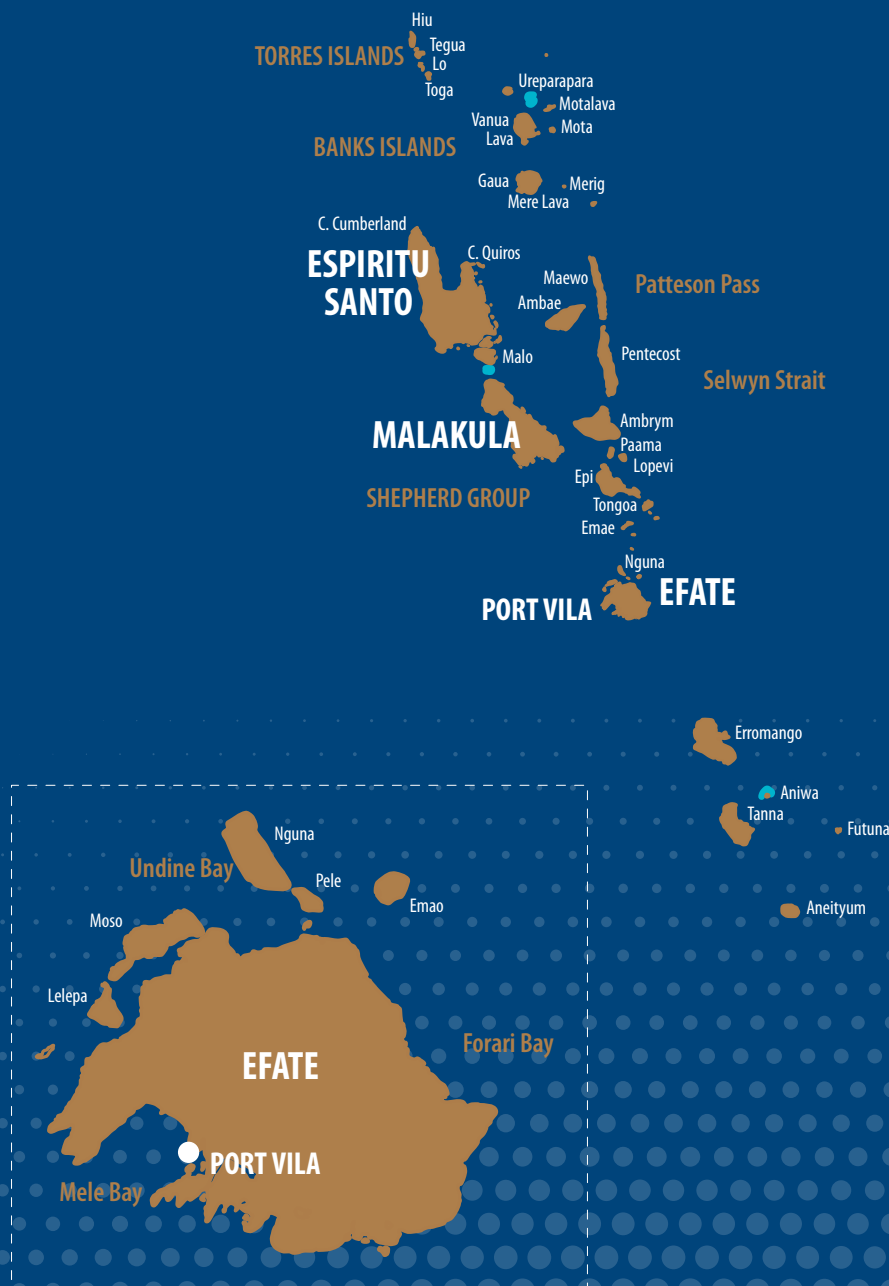 Hiu
Tegua
TORRES ISLANDS
Lo
Toga
Ureparapara
Motalava
Vanua
Lava
Mota
BANKS ISLANDS
Gaua
Merig
Mere Lava
C. Cumberland
C. Quiros
ESPIRITU
SANTO
Maewo
Patteson Pass
Ambae
Malo
Pentecost
Selwyn Strait
Ambrym
MALAKULA
Paama
Lopevi
Epi
SHEPHERD GROUP
Tongoa
Emae
Nguna
EFATE
PORT VILA
Erromango
Aniwa
Tanna
Futuna
Aneityum
Nguna
Undine Bay
Pele
Emao
Moso
Lelepa
Forari Bay
EFATE
PORT VILA
Mele Bay